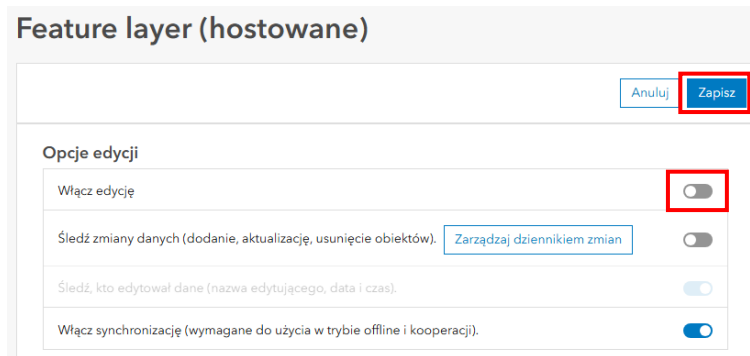 Feature layer (hostowane)
Anuluj Zapisz
Opcje edycji
Włącz edycję
Śledź zmiany danych (dodanie, aktualizację, usunięcie obiektów). Zarządzaj dziennikiem zmian
Śledź, kto edytował dane (nazwa edytującego, data i czas).
Włącz synchronizację (wymagane do użycia w trybie offline i kooperacji).